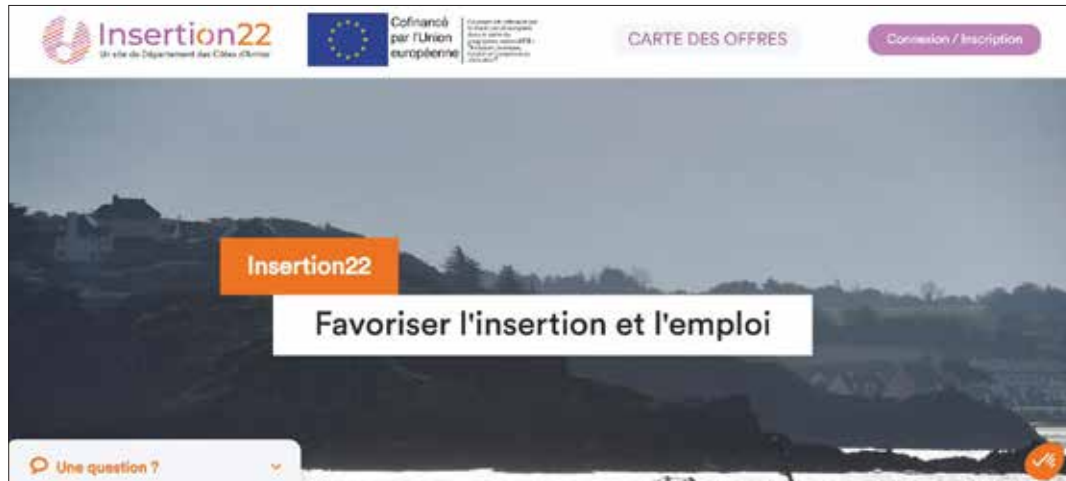 Insertion22
Un site du Département des Côtes d'Armor
Cofinancé
par l'Union
européenne
CARTE DES OFFRES
Connexion / Inscription
Insertion22
Favoriser l'insertion et l'emploi
Une question ?